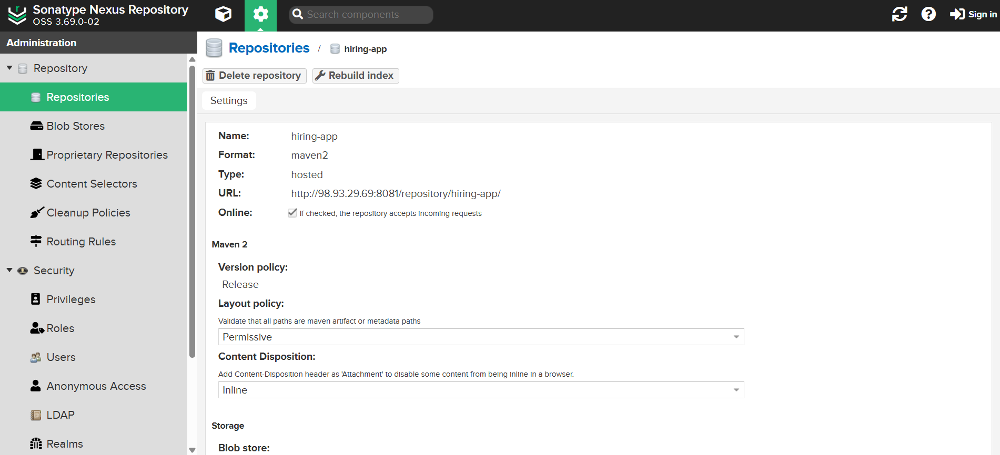 Sonatype Nexus Repository
OSS 3.69.0-02
Search components
Sign in
Administration
Repository
Repositories
Blob Stores
Proprietary Repositories
Content Selectors
Cleanup Policies
Routing Rules
Security
Privileges
Roles
Users
Anonymous Access
LDAP
Realms
Repositories / hiring-app
Delete repository
Rebuild index
Settings
Name: hiring-app
Format: maven2
Type: hosted
URL: http://98.93.29.69:8081/repository/hiring-app/
Online: If checked, the repository accepts incoming requests
Maven 2
Version policy:
Release
Layout policy:
Validate that all paths are maven artifact or metadata paths
Permissive
Content Disposition:
Add Content-Disposition header as 'Attachment' to disable some content from being inline in a browser.
Inline
Storage
Blob store: